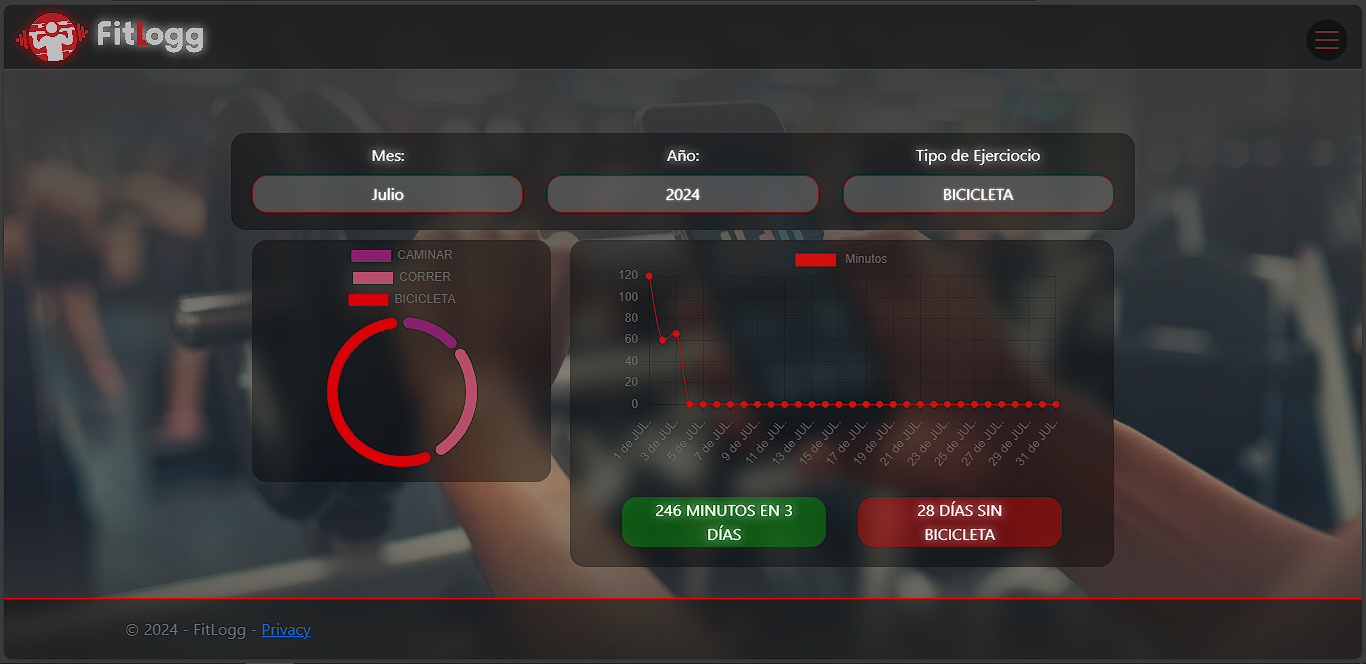 FitLogg
Mes:
Año:
Tipo de Ejerciocio
Julio
2024
BICICLETA
CAMINAR
CORRER
BICICLETA
Minutos
120
100
80
60
40
20
0
1 de JUL.
3 de JUL.
5 de JUL.
7 de JUL.
9 de JUL.
11 de JUL.
13 de JUL.
15 de JUL.
17 de JUL.
19 de JUL.
21 de JUL.
23 de JUL.
25 de JUL.
27 de JUL.
29 de JUL.
31 de JUL.
246 MINUTOS EN 3
DÍAS
28 DÍAS SIN
BICICLETA
© 2024 - FitLogg - Privacy